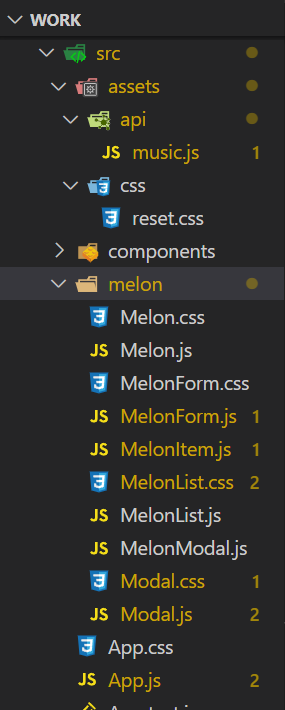 WORK
src
assets
api
JS music.js 1
css
reset.css
components
melon
Melon.css
JS Melon.js
MelonForm.css
JS MelonForm.js 1
JS MelonItem.js 1
MelonList.css 2
JS MelonList.js
JS MelonModal.js
Modal.css 1
JS Modal.js 2
App.css
JS App.js 2